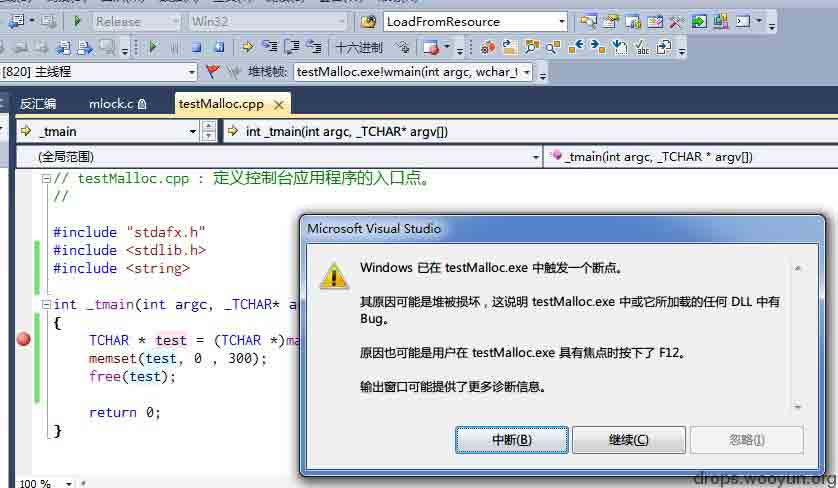 Win32
LoadFromResource
十六进制
[820] 主线程
堆栈帧:
testMalloc.exe!wmain(int argc, wchar_
反汇编
mlock.c
testMalloc.cpp
_tmain
int _tmain(int argc, _TCHAR* argv[])
(全局范围)
_tmain(int argc, _TCHAR * argv[])
// testMalloc.cpp : 定义控制台应用程序的入口点。
//
#include "stdafx.h"
#include <stdlib.h>
#include <string>
int _tmain(int argc, _TCHAR* a
{
TCHAR * test = (TCHAR *)ma
memset(test, 0 , 300);
free(test);
return 0;
}
100 %
Microsoft Visual Studio
Windows 已在 testMalloc.exe 中触发一个断点。
其原因可能是堆被损坏，这说明 testMalloc.exe 中或它所加载的任何 DLL 中有
Bug。
原因也可能是用户在 testMalloc.exe 具有焦点时按下了 F12。
输出窗口可能提供了更多诊断信息。
中断(B)
继续(C)
忽略(I)
drops.wooyun.org